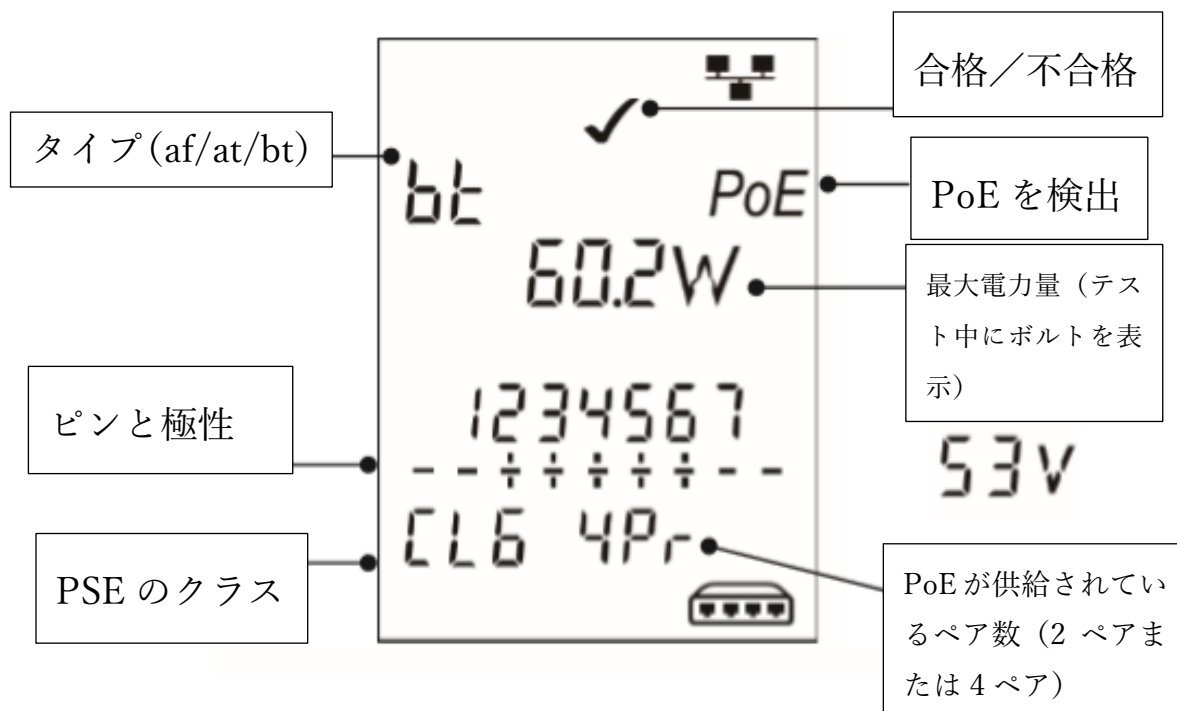 合格／不合格
タイプ(af/at/bt)
bt
PoE
PoE を検出
60.2W
最大電力量（テス
ト中にボルトを表
示）
ピンと極性
1234567
53V
PSE のクラス
CL6 4Pr
PoE が供給されてい
るペア数（2 ペアま
たは 4 ペア）